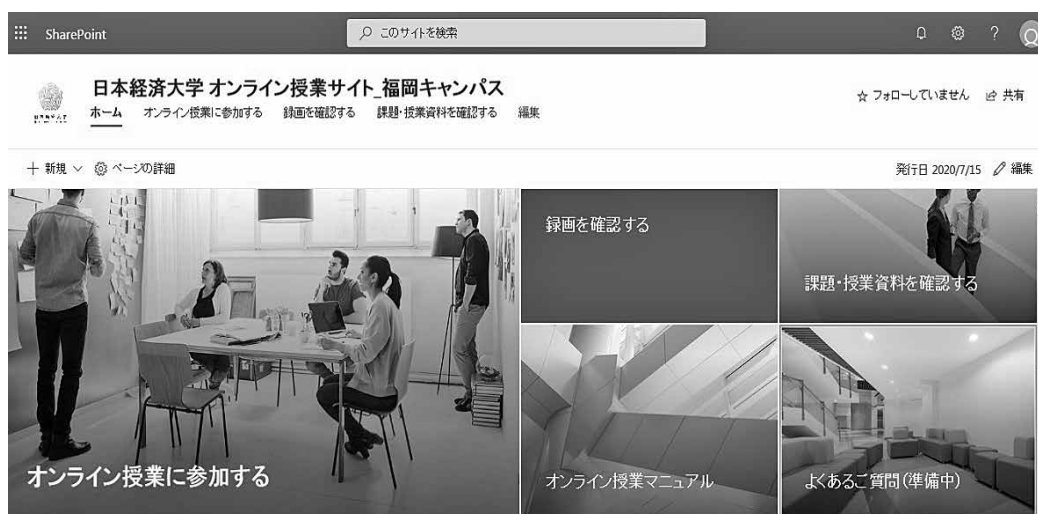 SharePoint
このサイトを検索
日本経済大学 オンライン授業サイト_福岡キャンパス
ホーム オンライン授業に参加する 録画を確認する 課題・授業資料を確認する 編集
フォローしていません 共有
新規 ページの詳細
発行日 2020/7/15 編集
録画を確認する
課題・授業資料を確認する
オンライン授業に参加する
オンライン授業マニュアル
よくあるご質問(準備中)